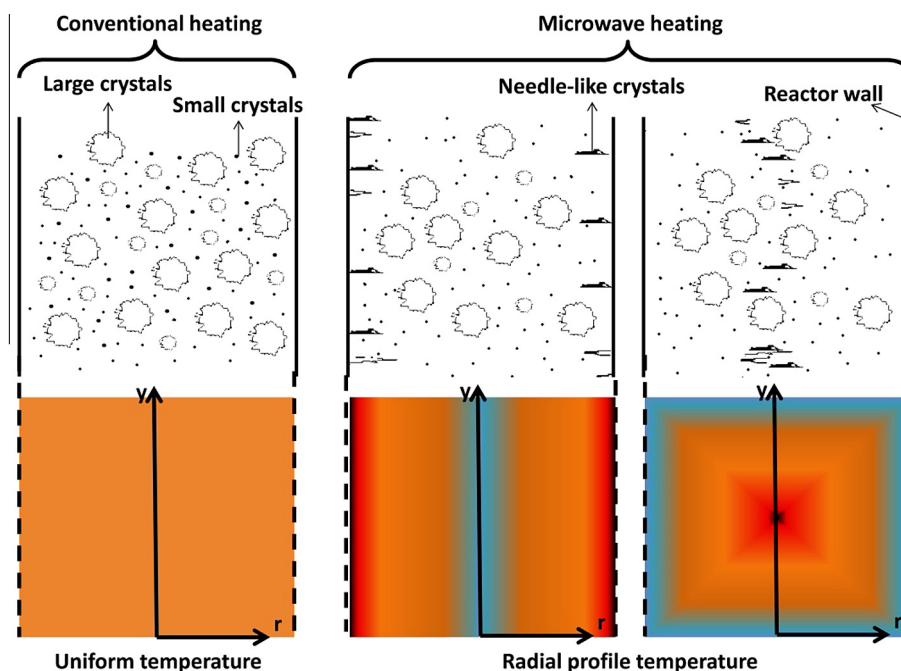 Conventional heating
Microwave heating
Large crystals
Small crystals
Needle-like crystals
Reactor wall
y
y
y
r
r
r
Uniform temperature
Radial profile temperature